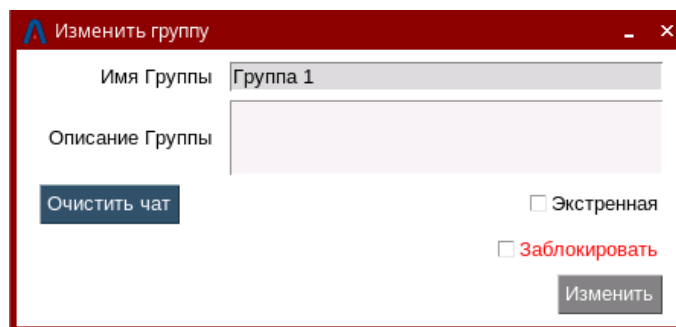 Изменить группу
Имя Группы Группа 1
Описание Группы
Очистить чат Экстренная
Заблокировать
Изменить